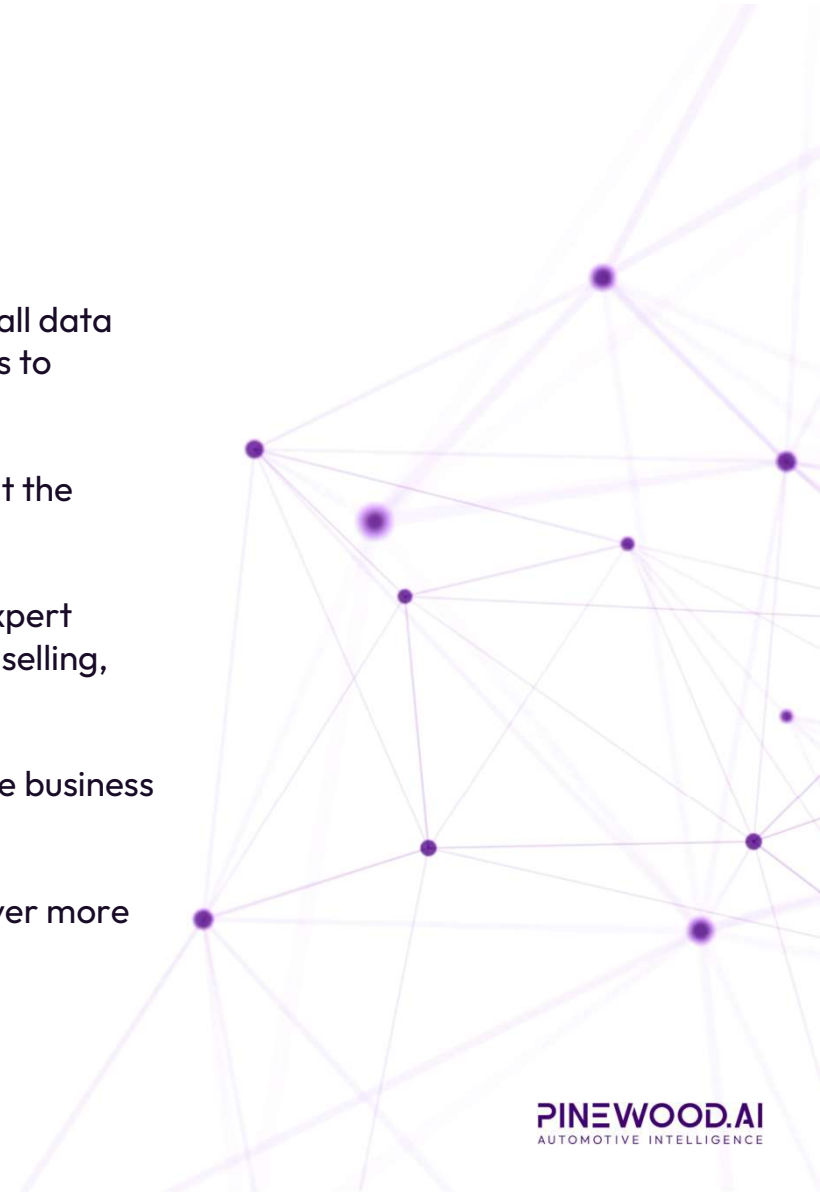 all data
s to
t the
xpert
selling,
e business
ver more
PINEWOOD.AI
AUTOMOTIVE INTELLIGENCE